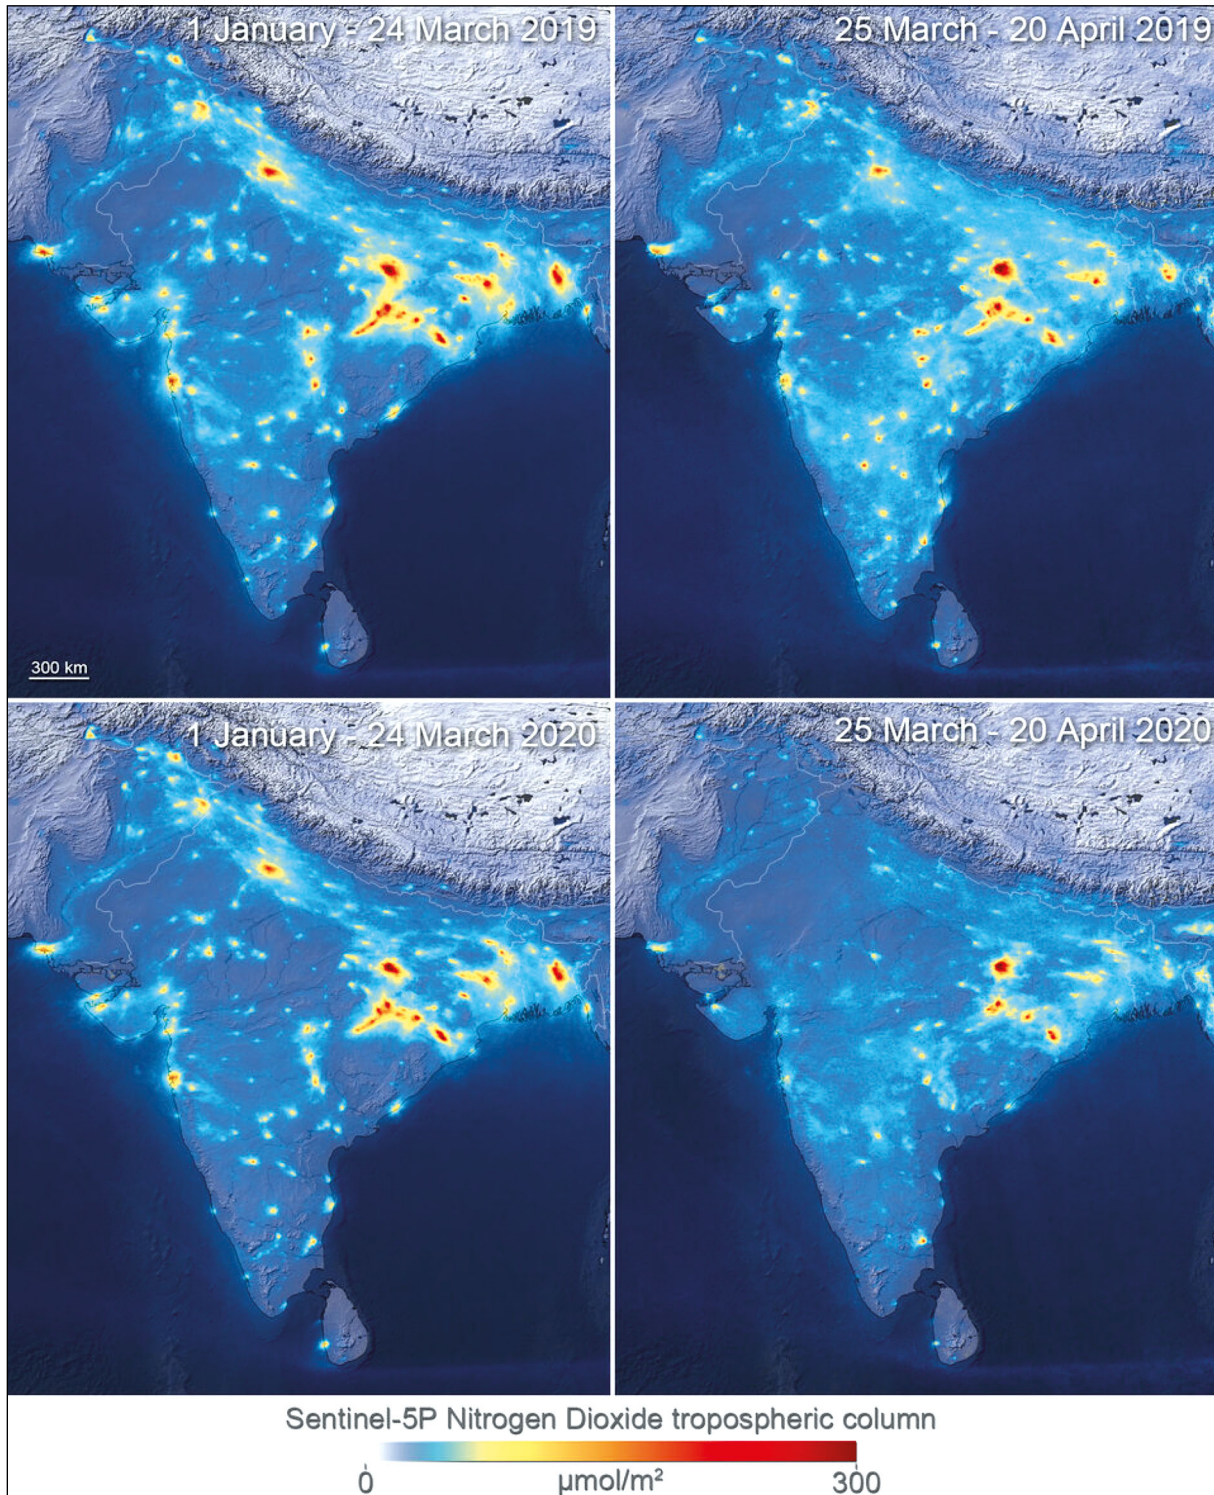 1 January - 24 March 2019
25 March - 20 April 2019
300 km
1 January - 24 March 2020
25 March - 20 April 2020
Sentinel-5P Nitrogen Dioxide tropospheric column
0
µmol/m²
300